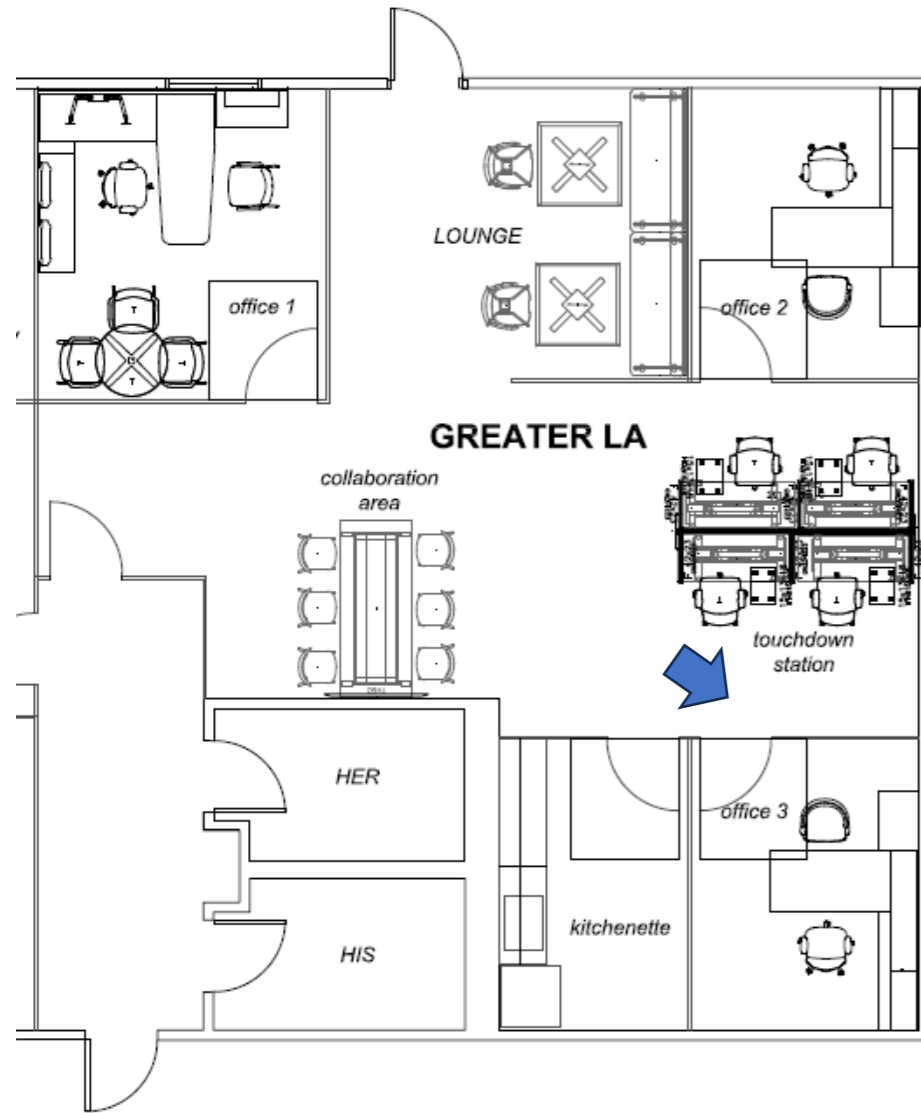 LOUNGE
office 1
office 2
GREATER LA
collaboration
area
touchdown
station
HER
office 3
kitchenette
HIS